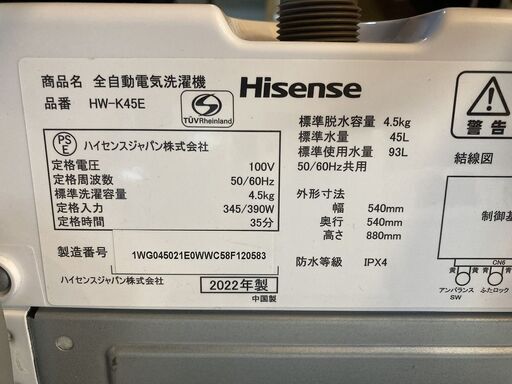 商品名 全自動電気洗濯機
品番 HW-K45E
TÜVRheinland
Hisense
PS
E
ハイセンスジャパン株式会社
定格電圧 100V
定格周波数 50/60Hz
標準洗濯容量 4.5kg
定格入力 345/390W
定格時間 35分
製造番号 1WG045021E0WWC58F120583
ハイセンスジャパン株式会社 2022年製
中国製
標準脱水容量 4.5kg
標準水量 45L
標準使用水量 93L
50/60Hz共用
外形寸法
幅 540mm
奥行 540mm
高さ 880mm
防水等級 IPX4
警告
結線図
制御基
CN6
黄 黄 青 青
アンバランス
SW
ふたロック